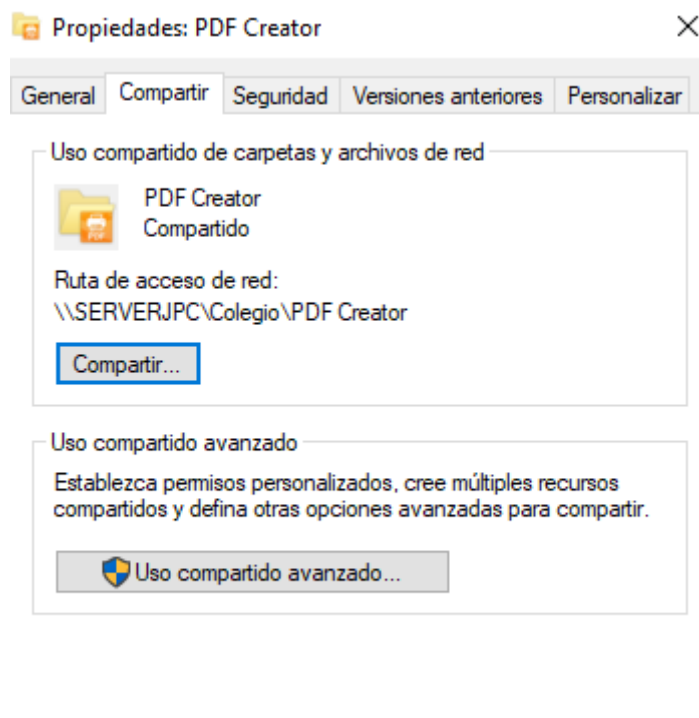 Propiedades: PDF Creator
General Compartir Seguridad Versiones anteriores Personalizar
Uso compartido de carpetas y archivos de red
PDF Creator
Compartido
Ruta de acceso de red:
\\SERVERJPC\Colegio\PDF Creator
Compartir...
Uso compartido avanzado
Establezca permisos personalizados, cree múltiples recursos
compartidos y defina otras opciones avanzadas para compartir.
Uso compartido avanzado...